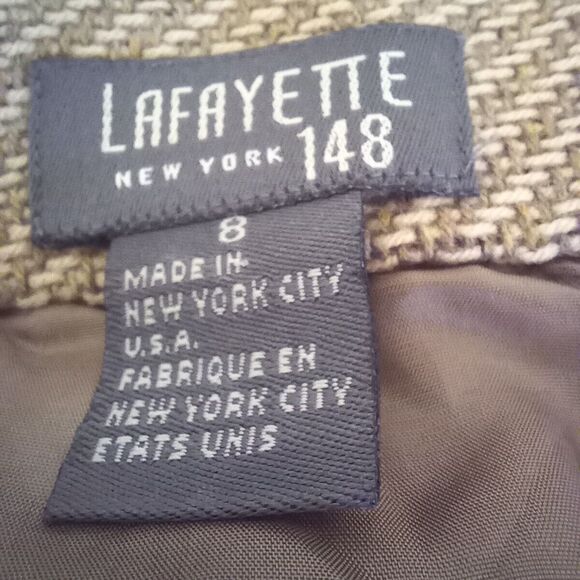 LAFAYETTE
NEW YORK 148
8
MADE IN
NEW YORK CITY
U.S.A.
FABRIQUE EN
NEW YORK CITY
ETATS UNIS